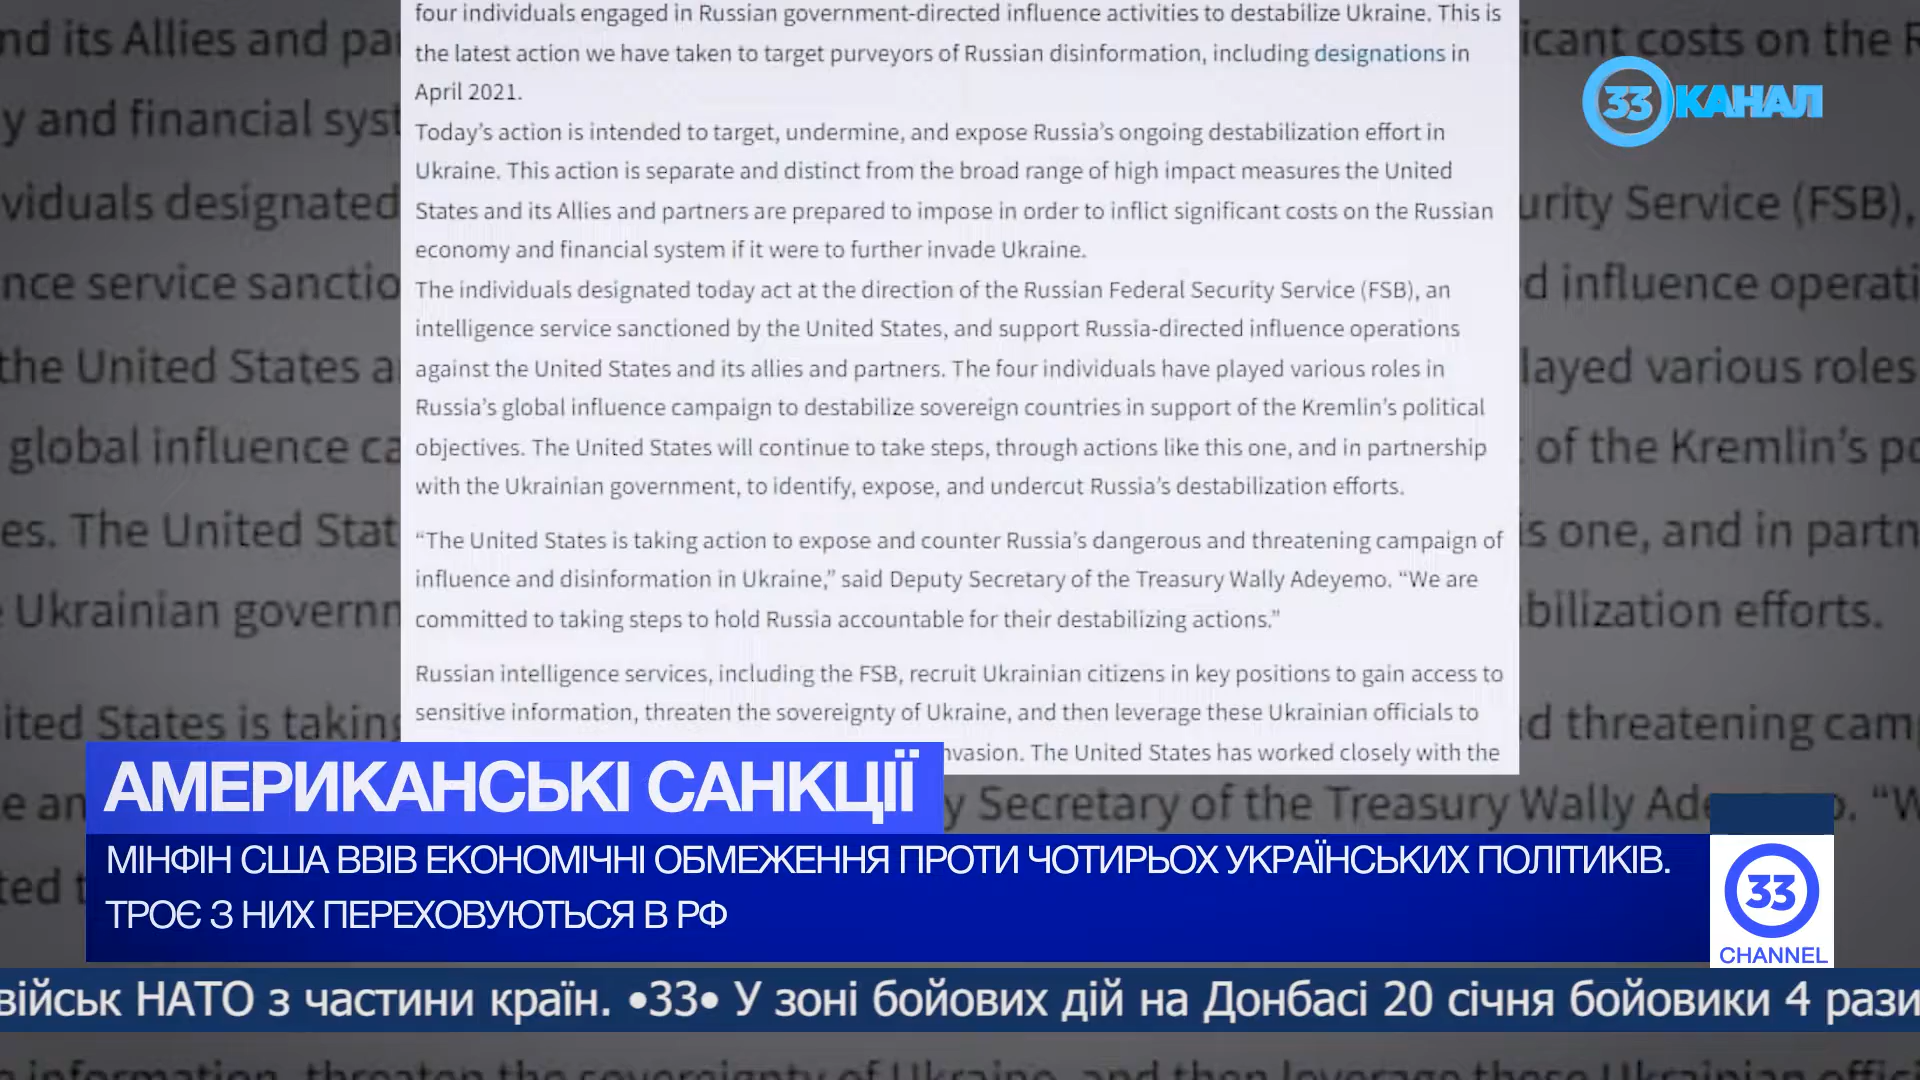 four individuals engaged in Russian government-directed influence activities to destabilize Ukraine. This is
the latest action we have taken to target purveyors of Russian disinformation, including designations in
April 2021.
Today’s action is intended to target, undermine, and expose Russia’s ongoing destabilization effort in
Ukraine. This action is separate and distinct from the broad range of high impact measures the United
States and its Allies and partners are prepared to impose in order to inflict significant costs on the Russian
economy and financial system if it were to further invade Ukraine.
The individuals designated today act at the direction of the Russian Federal Security Service (FSB), an
intelligence service sanctioned by the United States, and support Russia-directed influence operations
against the United States and its allies and partners. The four individuals have played various roles in
Russia’s global influence campaign to destabilize sovereign countries in support of the Kremlin’s political
objectives. The United States will continue to take steps, through actions like this one, and in partnership
with the Ukrainian government, to identify, expose, and undercut Russia’s destabilization efforts.
“The United States is taking action to expose and counter Russia’s dangerous and threatening campaign of
influence and disinformation in Ukraine,” said Deputy Secretary of the Treasury Wally Adeyemo. “We are
committed to taking steps to hold Russia accountable for their destabilizing actions.”
Russian intelligence services, including the FSB, recruit Ukrainian citizens in key positions to gain access to
sensitive information, threaten the sovereignty of Ukraine, and then leverage these Ukrainian officials to
nvasion. The United States has worked closely with the
33 КАНАЛ
АМЕРИКАНСЬКІ САНКЦІЇ
МІНФІН США ВВІВ ЕКОНОМІЧНІ ОБМЕЖЕННЯ ПРОТИ ЧОТИРЬОХ УКРАЇНСЬКИХ ПОЛІТИКІВ.
ТРОЄ З НИХ ПЕРЕХОВУЮТЬСЯ В РФ
33
CHANNEL
військ НАТО з частини країн. •33• У зоні бойових дій на Донбасі 20 січня бойовики 4 рази